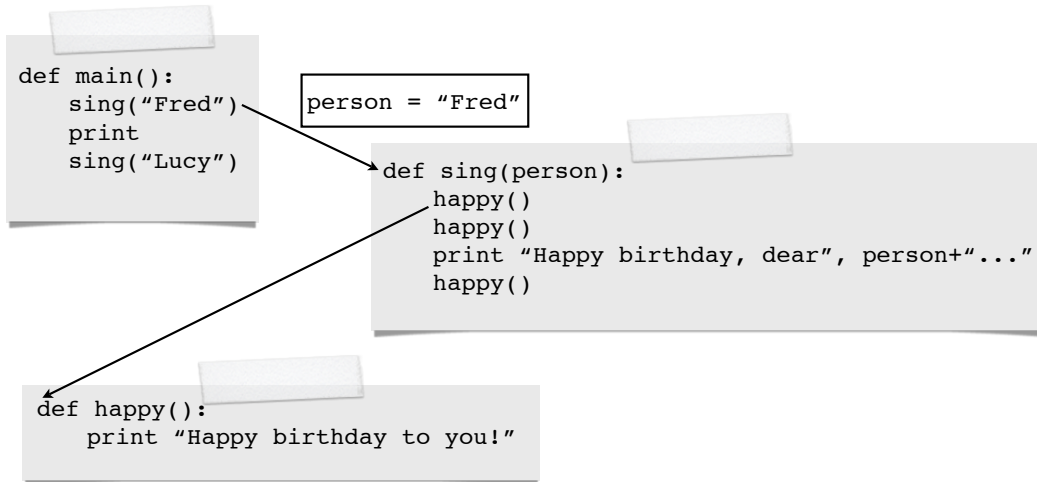 def main():
    sing(“Fred”)
    print
    sing(“Lucy”)
person = “Fred”
def sing(person):
    happy()
    happy()
    print “Happy birthday, dear”, person+“...”
    happy()
def happy():
    print “Happy birthday to you!”